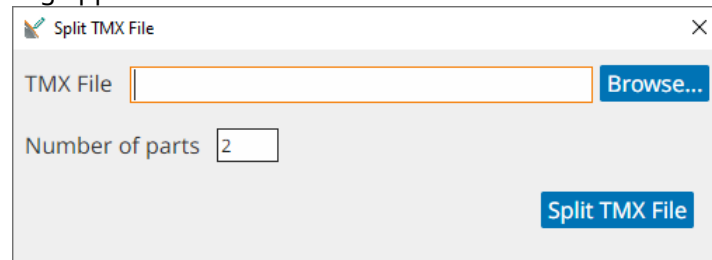 Split TMX File
TMX File Browse...
Number of parts 2
Split TMX File